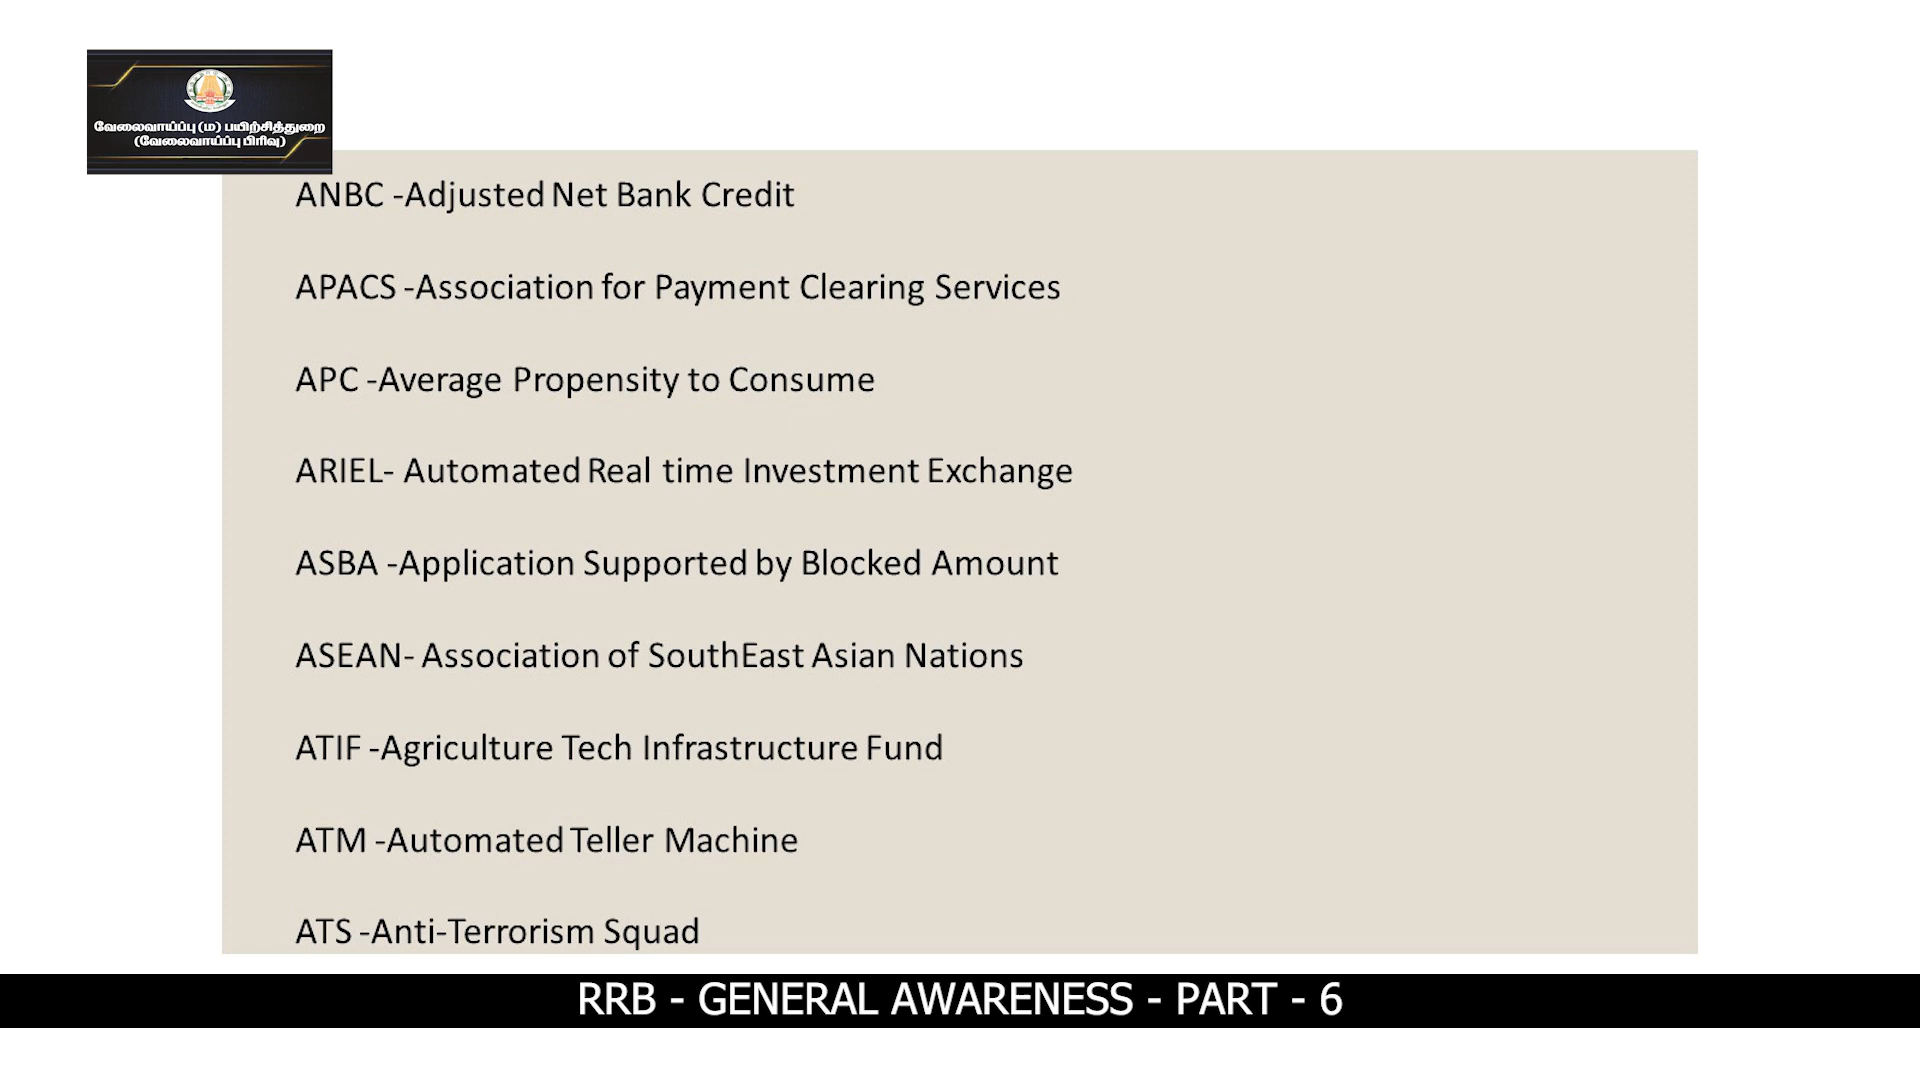 வேலைவாய்ப்பு (ம) பயிற்சித்துறை
(வேலைவாய்ப்பு பிரிவு)
ANBC -Adjusted Net Bank Credit
APACS -Association for Payment Clearing Services
APC -Average Propensity to Consume
ARIEL- Automated Real time Investment Exchange
ASBA -Application Supported by Blocked Amount
ASEAN- Association of SouthEast Asian Nations
ATIF -Agriculture Tech Infrastructure Fund
ATM -Automated Teller Machine
ATS -Anti-Terrorism Squad
RRB - GENERAL AWARENESS - PART - 6